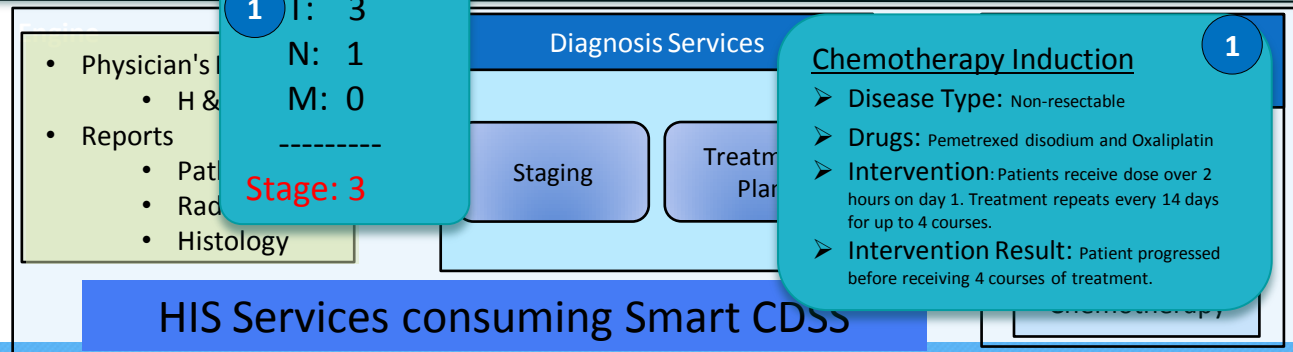 1
T: 3
N: 1
M: 0
---------
Stage: 3
• Physician's
• H &
• Reports
•
•
• Histology
Diagnosis Services
Staging
1
Chemotherapy Induction
➢ Disease Type: Non-resectable
➢ Drugs: Pemetrexed disodium and Oxaliplatin
➢ Intervention: Patients receive dose over 2
hours on day 1. Treatment repeats every 14 days
for up to 4 courses.
➢ Intervention Result: Patient progressed
before receiving 4 courses of treatment.
HIS Services consuming Smart CDSS
Chemotherapy